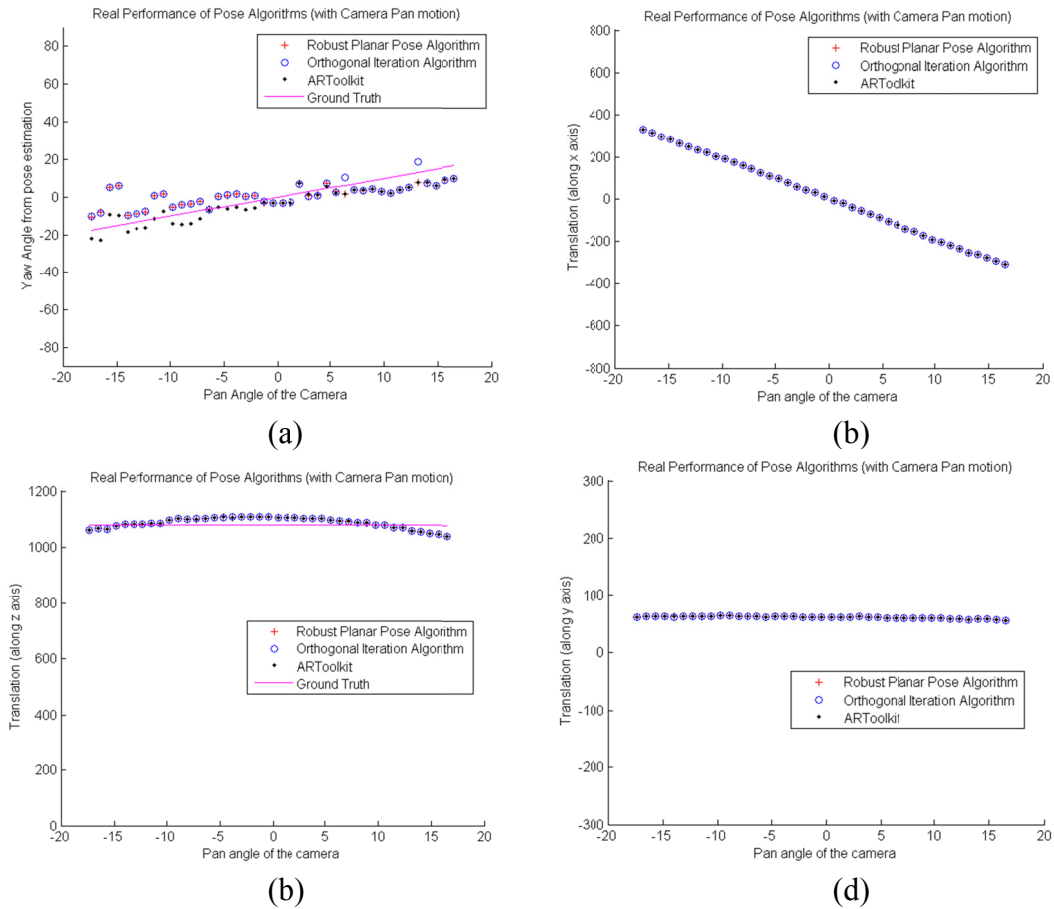 Real Performance of Pose Algorithms (with Camera Pan motion)
80
60
40
20
0
-20
-40
-60
-80
Yaw Angle from pose estimation
Robust Planar Pose Algorithm
Orthogonal Iteration Algorithm
ARToolkit
Ground Truth
-20 -15 -10 -5 0 5 10 15 20
Pan Angle of the Camera
(a)
Real Performance of Pose Algorithms (with Camera Pan motion)
800
600
400
200
0
-200
-400
-600
-800
Translation (along x axis)
Robust Planar Pose Algorithm
Orthogonal Iteration Algorithm
ARToolkit
-20 -15 -10 -5 0 5 10 15 20
Pan angle of the camera
(b)
Real Performance of Pose Algorithms (with Camera Pan motion)
1200
1000
800
600
400
200
0
Translation (along z axis)
Robust Planar Pose Algorithm
Orthogonal Iteration Algorithm
ARToolkit
Ground Truth
-20 -15 -10 -5 0 5 10 15 20
Pan angle of the camera
(b)
Real Performance of Pose Algorithms (with Camera Pan motion)
300
200
100
0
-100
-200
-300
Translation (along y axis)
Robust Planar Pose Algorithm
Orthogonal Iteration Algorithm
ARToolkit
-20 -15 -10 -5 0 5 10 15 20
Pan angle of the camera
(d)